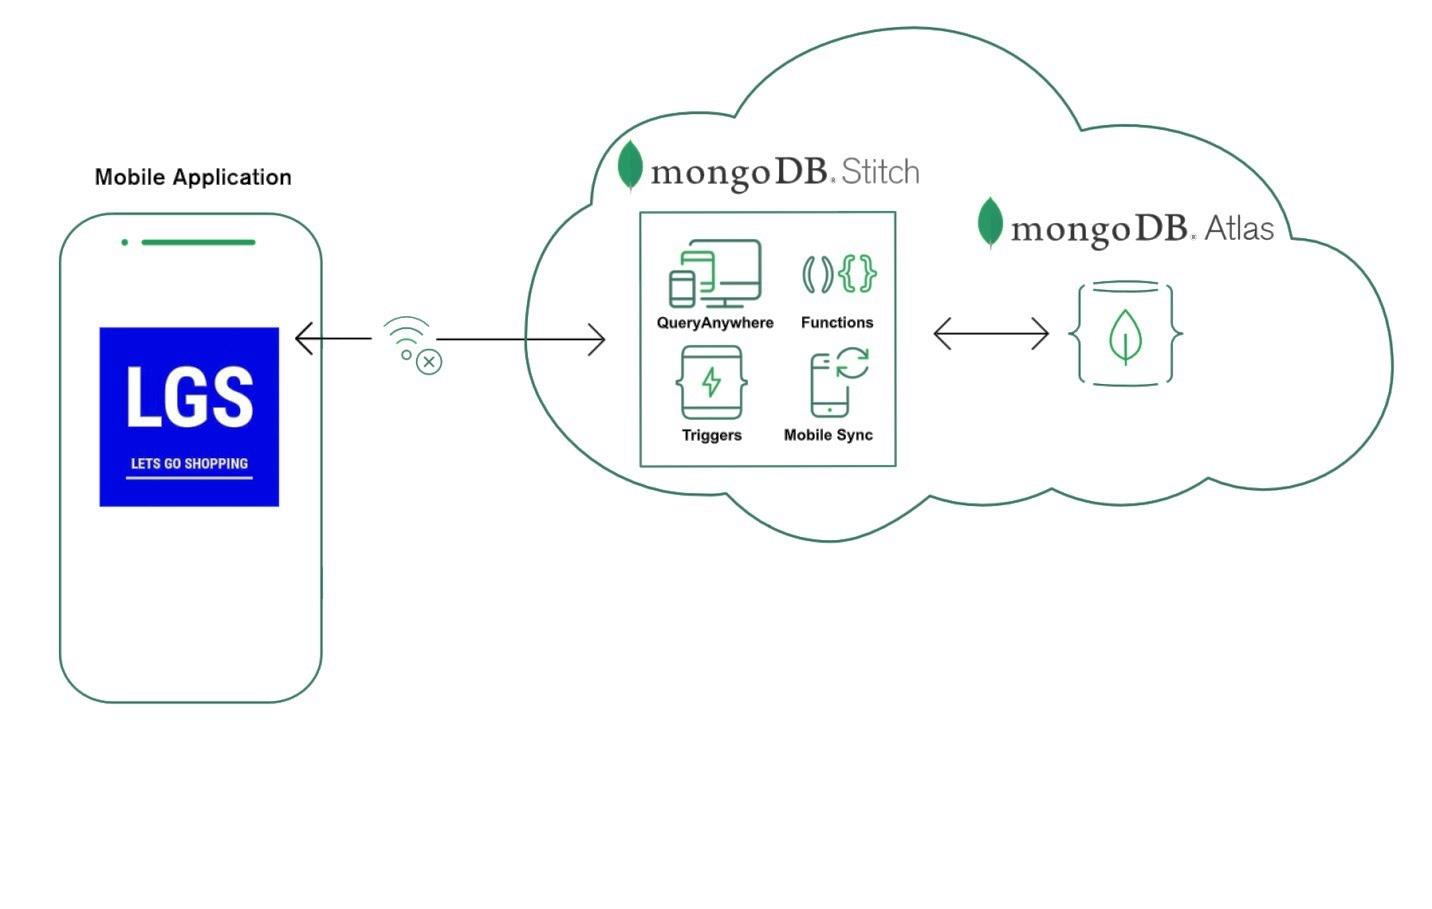 Mobile Application
LGS
LETS GO SHOPPING
mongoDB. Stitch
QueryAnywhere
Functions
Triggers
Mobile Sync
mongoDB. Atlas